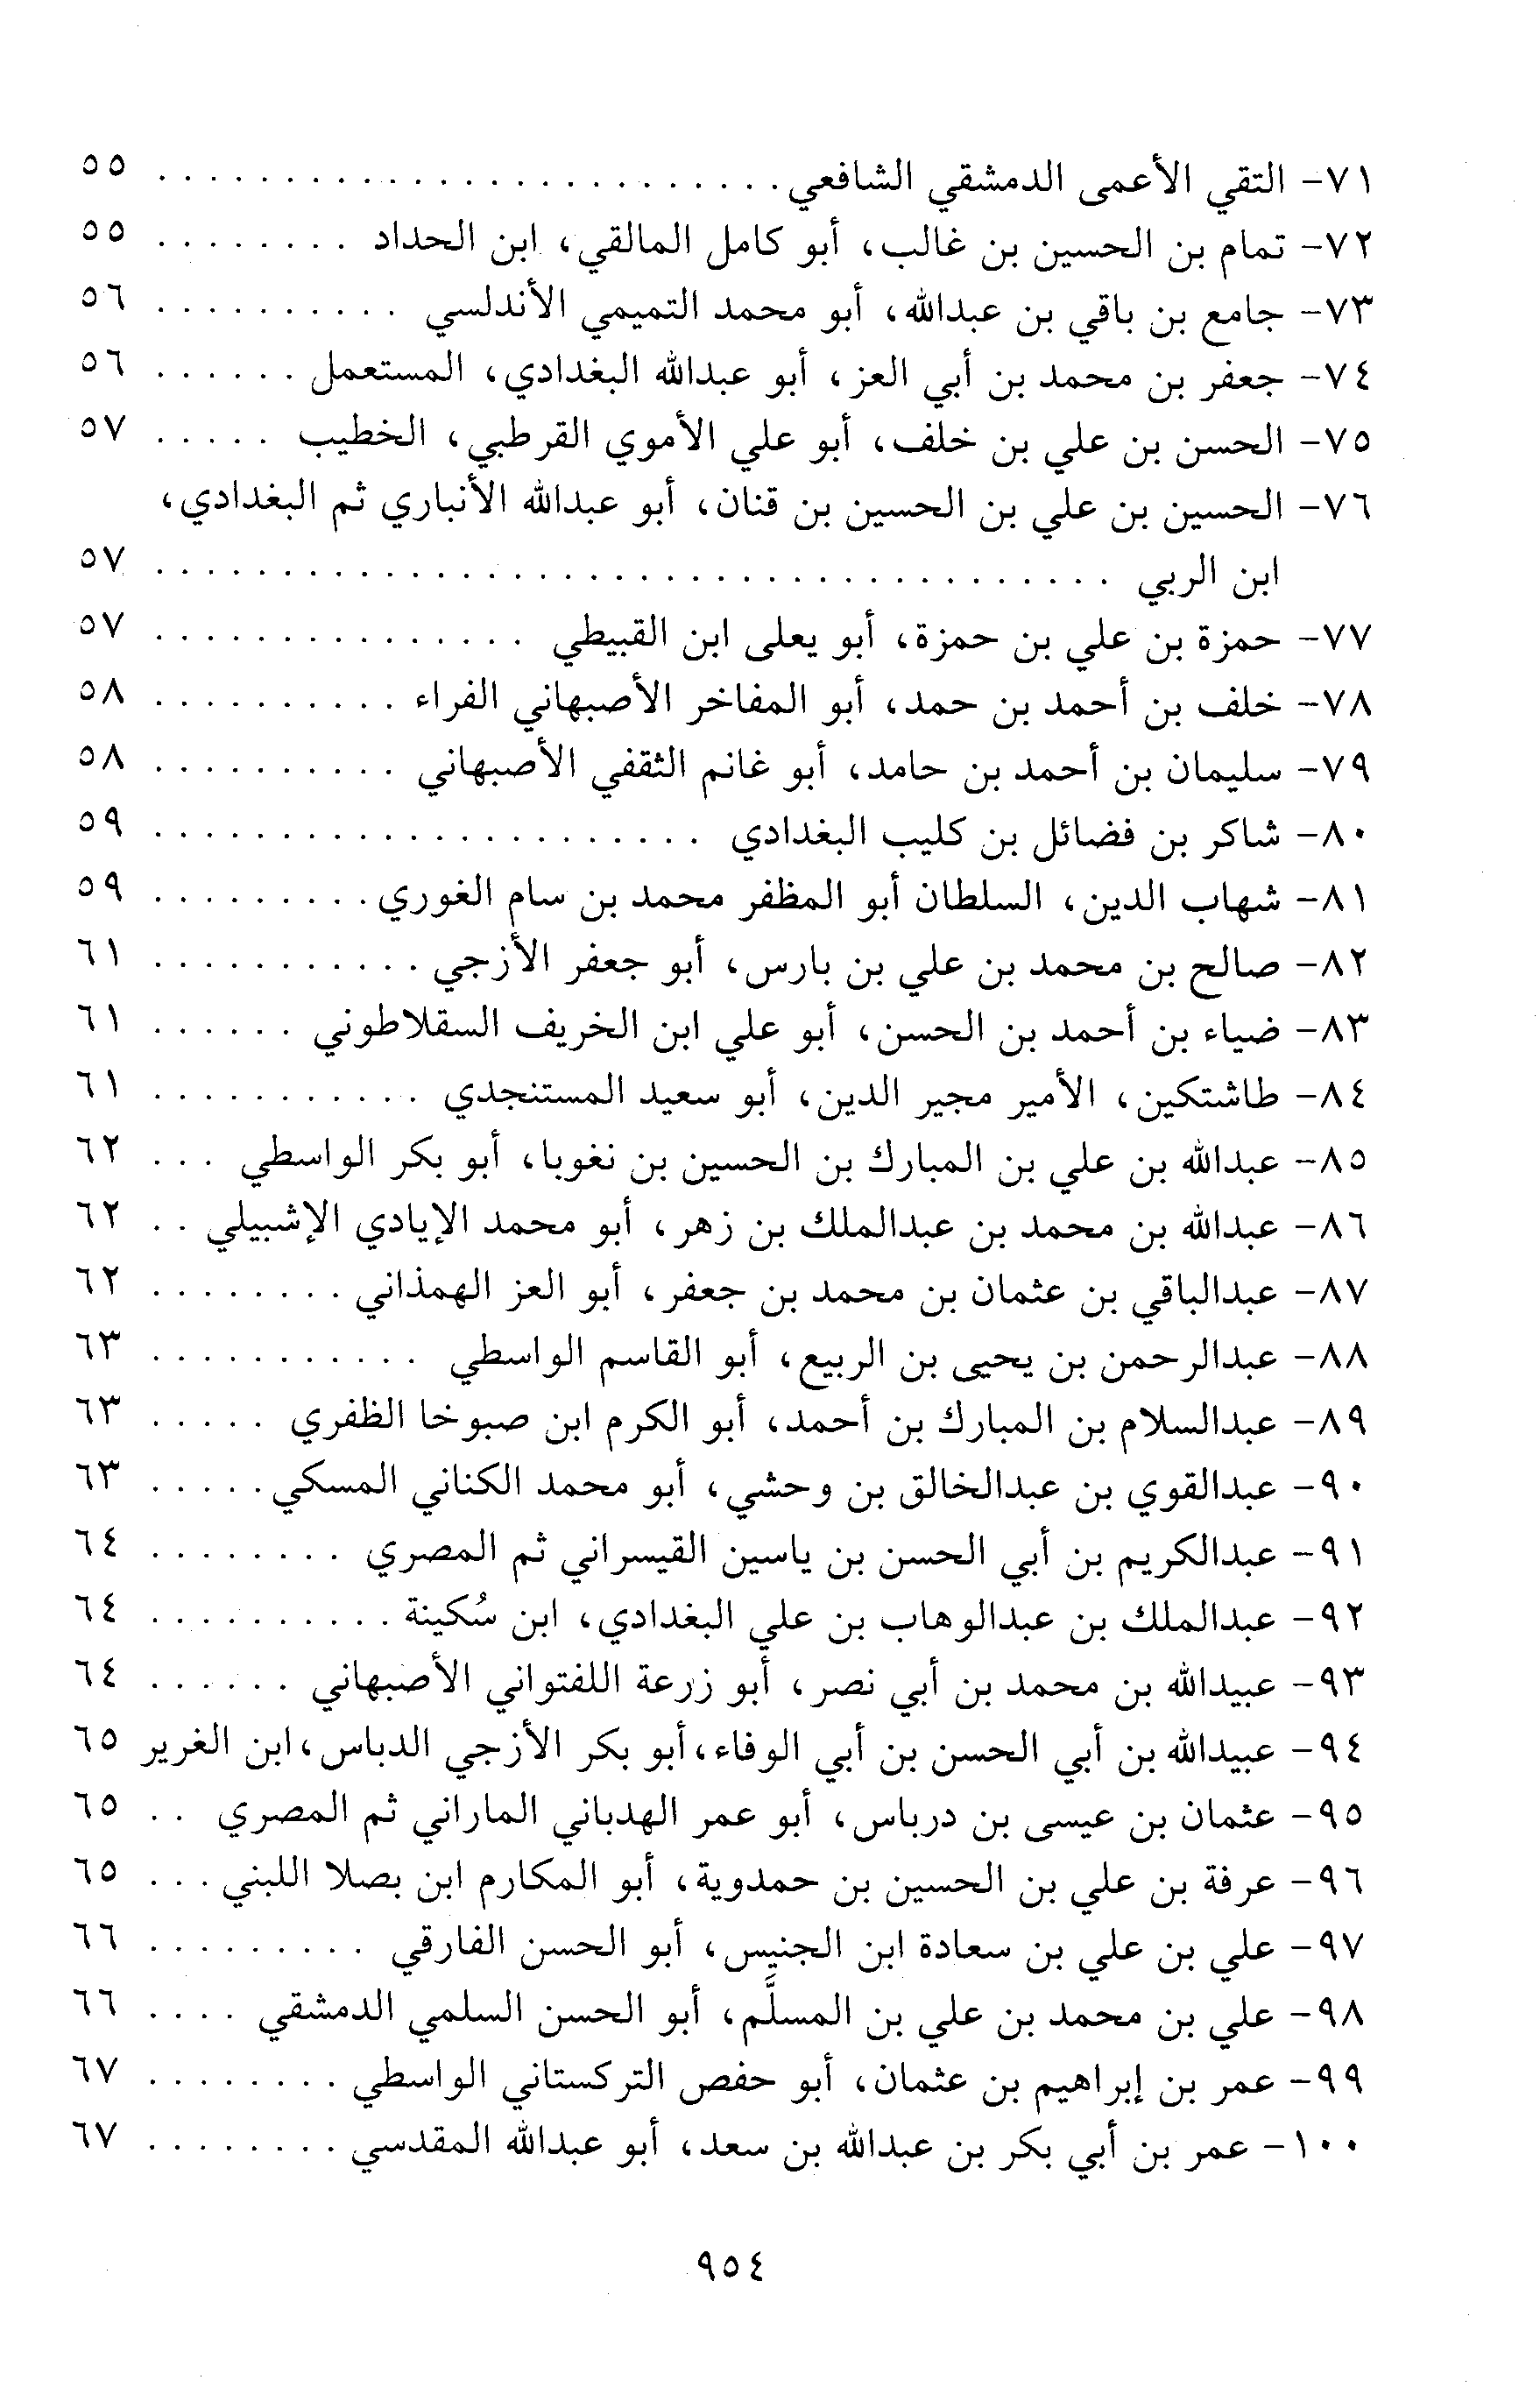 ٧١- التقي الأعمى الدمشقي الشافعي . . . . . . . . . . . . . . . . . . . . . . . . . ٥٥
٧٢- تمام بن الحسين بن غالب، أبو كامل المالقي، ابن الحداد . . . . . . . . ٥٥
٧٣- جامع بن باقي بن عبدالله، أبو محمد التميمي الأندلسي . . . . . . . . . . ٥٦
٧٤- جعفر بن محمد بن أبي العز، أبو عبدالله البغدادي، المستعمل . . . . . . ٥٦
٧٥- الحسن بن علي بن خلف، أبو علي الأموي القرطبي، الخطيب . . . . . ٥٧
٧٦- الحسين بن علي بن الحسين بن قنان، أبو عبدالله الأنباري ثم البغدادي،
ابن الربي . . . . . . . . . . . . . . . . . . . . . . . . . . . . . . . . . . . . . . ٥٧
٧٧- حمزة بن علي بن حمزة، أبو يعلى ابن القبيطي . . . . . . . . . . . . . . . ٥٧
٧٨- خلف بن أحمد بن حمد، أبو المفاخر الأصبهاني الفراء . . . . . . . . . . ٥٨
٧٩- سليمان بن أحمد بن حامد، أبو غانم الثقفي الأصبهاني . . . . . . . . . . ٥٨
٨٠- شاكر بن فضائل بن كليب البغدادي . . . . . . . . . . . . . . . . . . . . . . ٥٩
٨١- شهاب الدين، السلطان أبو المظفر محمد بن سام الغوري . . . . . . . . . ٥٩
٨٢- صالح بن محمد بن علي بن بارس، أبو جعفر الأزجي . . . . . . . . . . . ٦١
٨٣- ضياء بن أحمد بن الحسن، أبو علي ابن الخريف السقلاطوني . . . . . . ٦١
٨٤- طاشتكين، الأمير مجير الدين، أبو سعيد المستنجدي . . . . . . . . . . . ٦١
٨٥- عبدالله بن علي بن المبارك بن الحسين بن نغوبا، أبو بكر الواسطي . . . ٦٢
٨٦- عبدالله بن محمد بن عبدالملك بن زهر، أبو محمد الإيادي الإشبيلي . . ٦٢
٨٧- عبدالباقي بن عثمان بن محمد بن جعفر، أبو العز الهمذاني . . . . . . . . ٦٢
٨٨- عبدالرحمن بن يحيى بن الربيع، أبو القاسم الواسطي . . . . . . . . . . . ٦٣
٨٩- عبدالسلام بن المبارك بن أحمد، أبو الكرم ابن صبوخا الظفري . . . . . ٦٣
٩٠- عبدالقوي بن عبدالخالق بن وحشي، أبو محمد الكناني المسكي . . . . . ٦٣
٩١- عبدالكريم بن أبي الحسن بن ياسين القيسراني ثم المصري . . . . . . . . ٦٤
٩٢- عبدالملك بن عبدالوهاب بن علي البغدادي، ابن سُكينة . . . . . . . . . . ٦٤
٩٣- عبيدالله بن محمد بن أبي نصر، أبو زرعة اللفتواني الأصبهاني . . . . . . ٦٤
٩٤- عبيدالله بن أبي الحسن بن أبي الوفاء، أبو بكر الأزجي الدباس، ابن الغرير ٦٥
٩٥- عثمان بن عيسى بن درباس، أبو عمر الهدباني الماراني ثم المصري . . ٦٥
٩٦- عرفة بن علي بن الحسين بن حمدوية، أبو المكارم ابن بصلا اللبني . . . ٦٥
٩٧- علي بن علي بن سعادة ابن الجنيس، أبو الحسن الفارقي . . . . . . . . . ٦٦
٩٨- علي بن محمد بن علي بن المسلَّم، أبو الحسن السلمي الدمشقي . . . . ٦٦
٩٩- عمر بن إبراهيم بن عثمان، أبو حفص التركستاني الواسطي . . . . . . . . ٦٧
١٠٠- عمر بن أبي بكر بن عبدالله بن سعد، أبو عبدالله المقدسي . . . . . . . . ٦٧
٩٥٤